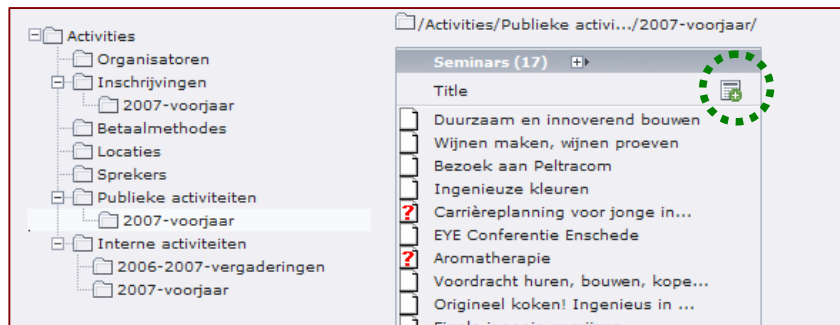 Activities
Organisatoren
Inschrijvingen
2007-voorjaar
Betaalmethodes
Locaties
Sprekers
Publieke activiteiten
2007-voorjaar
Interne activiteiten
2006-2007-vergaderingen
2007-voorjaar
/Activities/Publieke activi.../2007-voorjaar/
Seminars (17)
Title
Duurzaam en innoverend bouwen
Wijnen maken, wijnen proeven
Bezoek aan Peltracom
Ingenieuze kleuren
Carrièreplanning voor jonge in...
EYE Conferentie Enschede
Aromatherapie
Voordracht huren, bouwen, kope...
Origineel koken! Ingenieus in ...